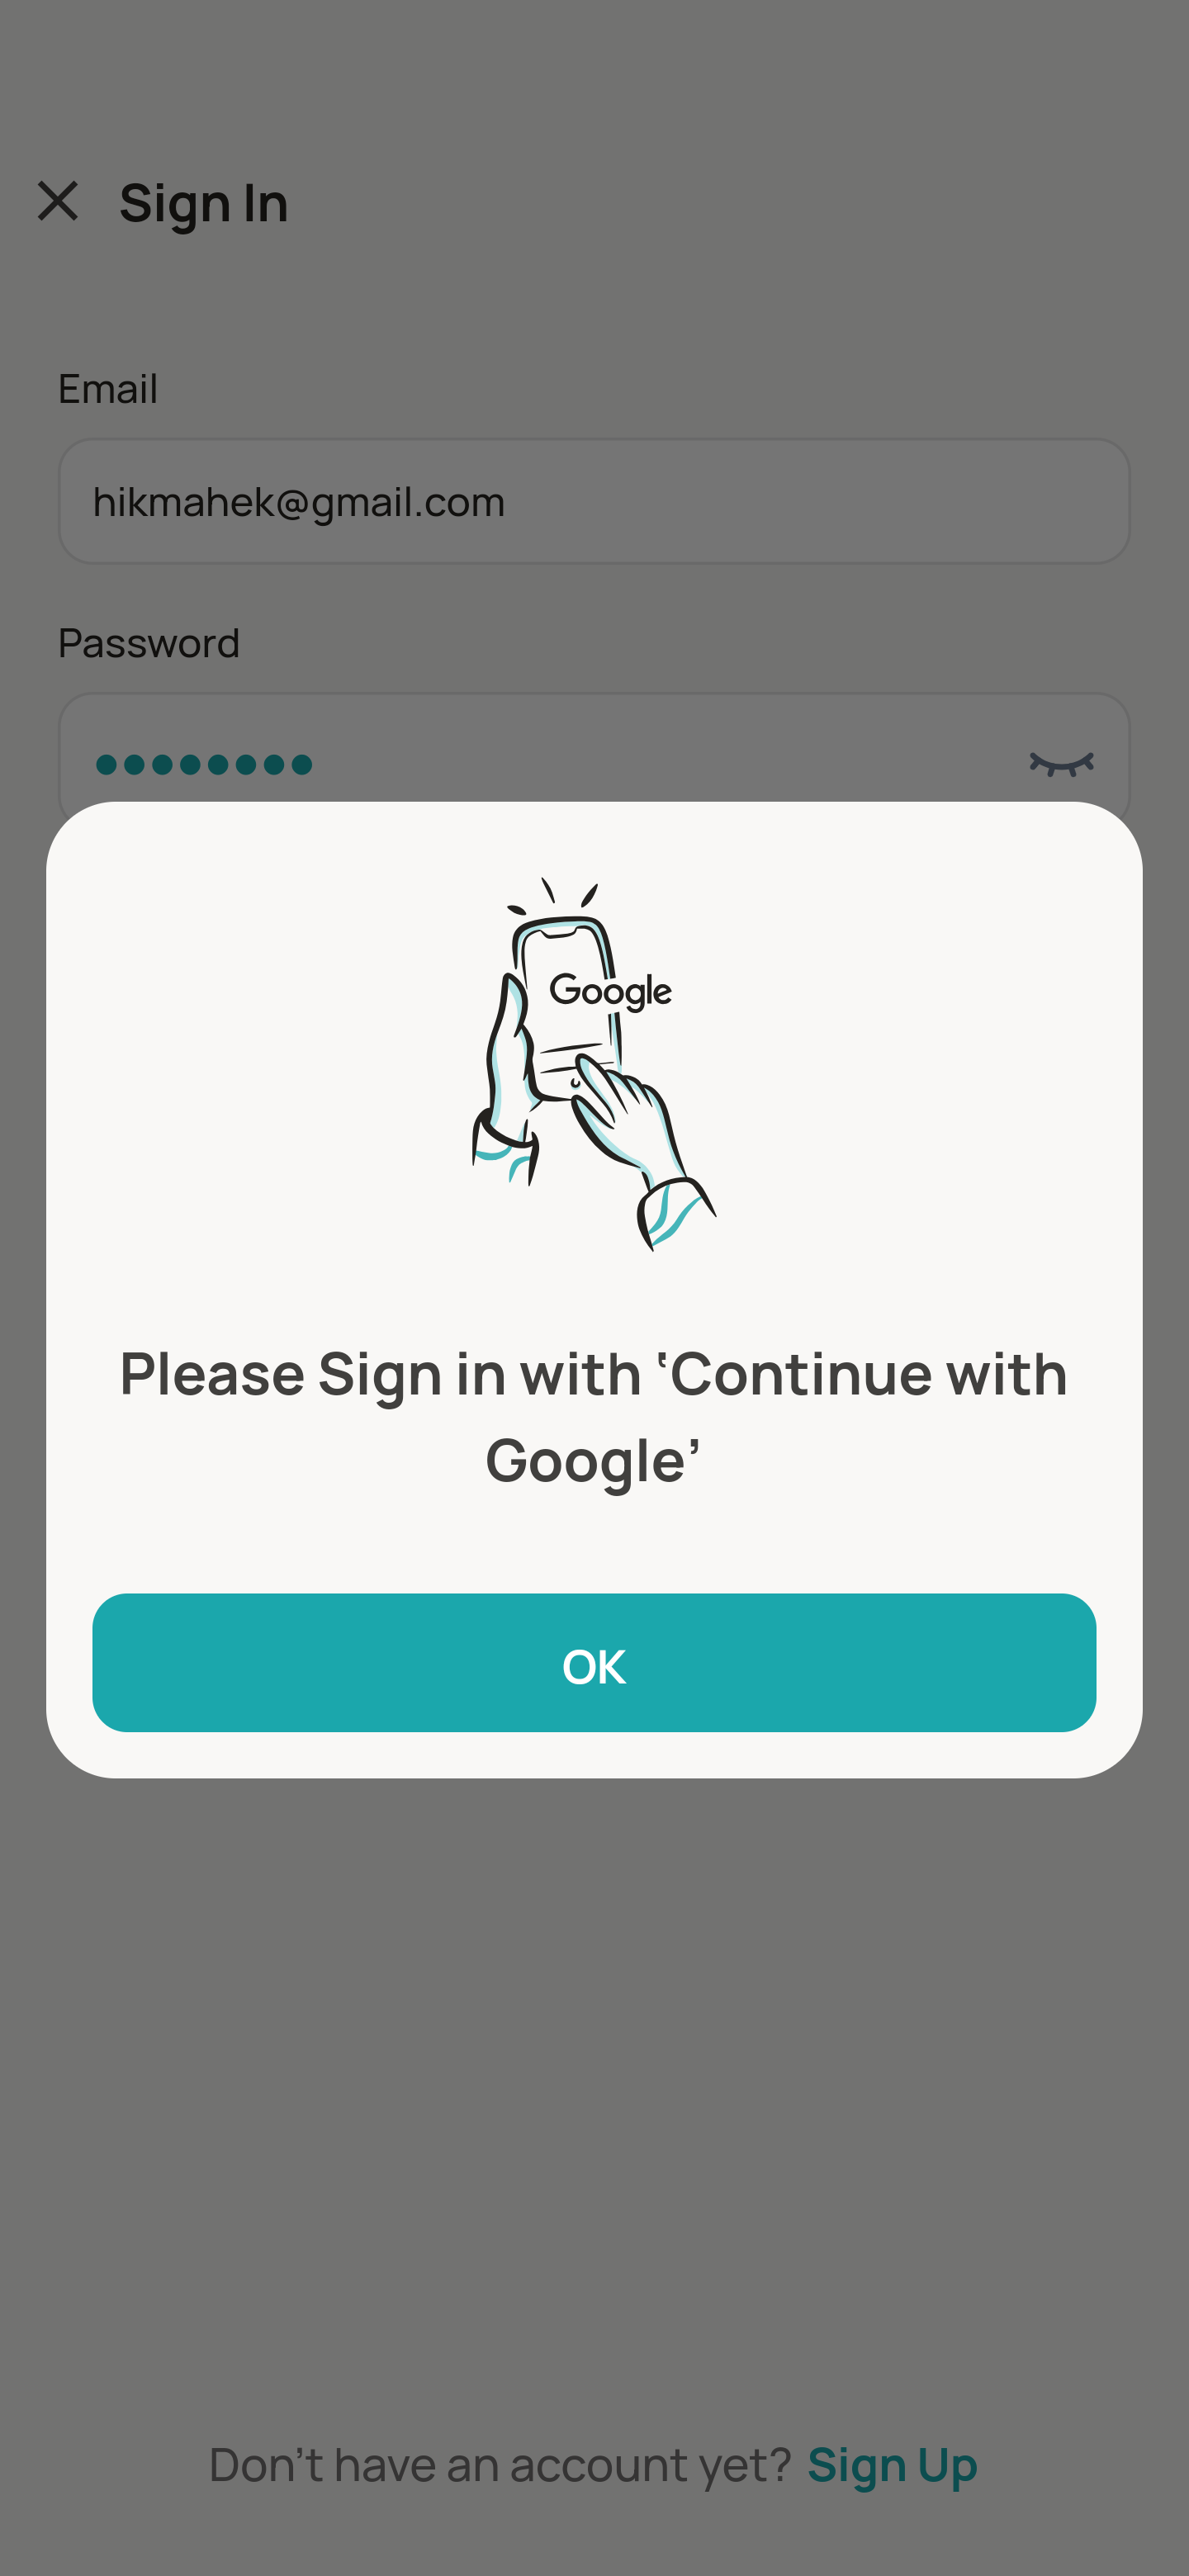 Sign In
Email
hikmahek@gmail.com
Password
Google
Please Sign in with ‘Continue with
Google’
OK
Don’t have an account yet? Sign Up